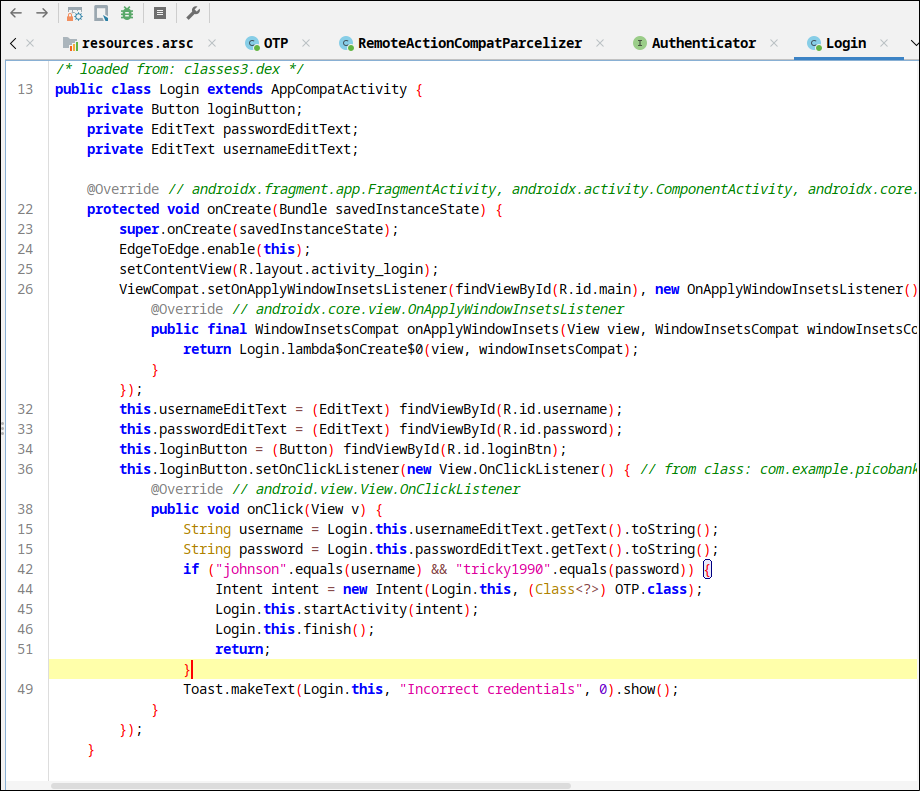 resources.arsc OTP RemoteActionCompatParcelizer Authenticator Login
/* loaded from: classes3.dex */
13 public class Login extends AppCompatActivity {
private Button loginButton;
private EditText passwordEditText;
private EditText usernameEditText;
@Override // androidx.fragment.app.FragmentActivity, androidx.activity.ComponentActivity, androidx.core.
22 protected void onCreate(Bundle savedInstanceState) {
23 super.onCreate(savedInstanceState);
24 EdgeToEdge.enable(this);
25 setContentView(R.layout.activity_login);
26 ViewCompat.setOnApplyWindowInsetsListener(findViewById(R.id.main), new OnApplyWindowInsetsListener()
@Override // androidx.core.view.OnApplyWindowInsetsListener
public final WindowInsetsCompat onApplyWindowInsets(View view, WindowInsetsCompat windowInsetsCo
return Login.lambda$onCreate$0(view, windowInsetsCompat);
}
});
32 this.usernameEditText = (EditText) findViewById(R.id.username);
33 this.passwordEditText = (EditText) findViewById(R.id.password);
34 this.loginButton = (Button) findViewById(R.id.loginBtn);
36 this.loginButton.setOnClickListener(new View.OnClickListener() { // from class: com.example.picobank
@Override // android.view.View.OnClickListener
38 public void onClick(View v) {
15 String username = Login.this.usernameEditText.getText().toString();
15 String password = Login.this.passwordEditText.getText().toString();
42 if ("johnson".equals(username) && "tricky1990".equals(password)) {
44 Intent intent = new Intent(Login.this, (Class<?>) OTP.class);
45 Login.this.startActivity(intent);
46 Login.this.finish();
51 return;
}
49 Toast.makeText(Login.this, "Incorrect credentials", 0).show();
}
});
}